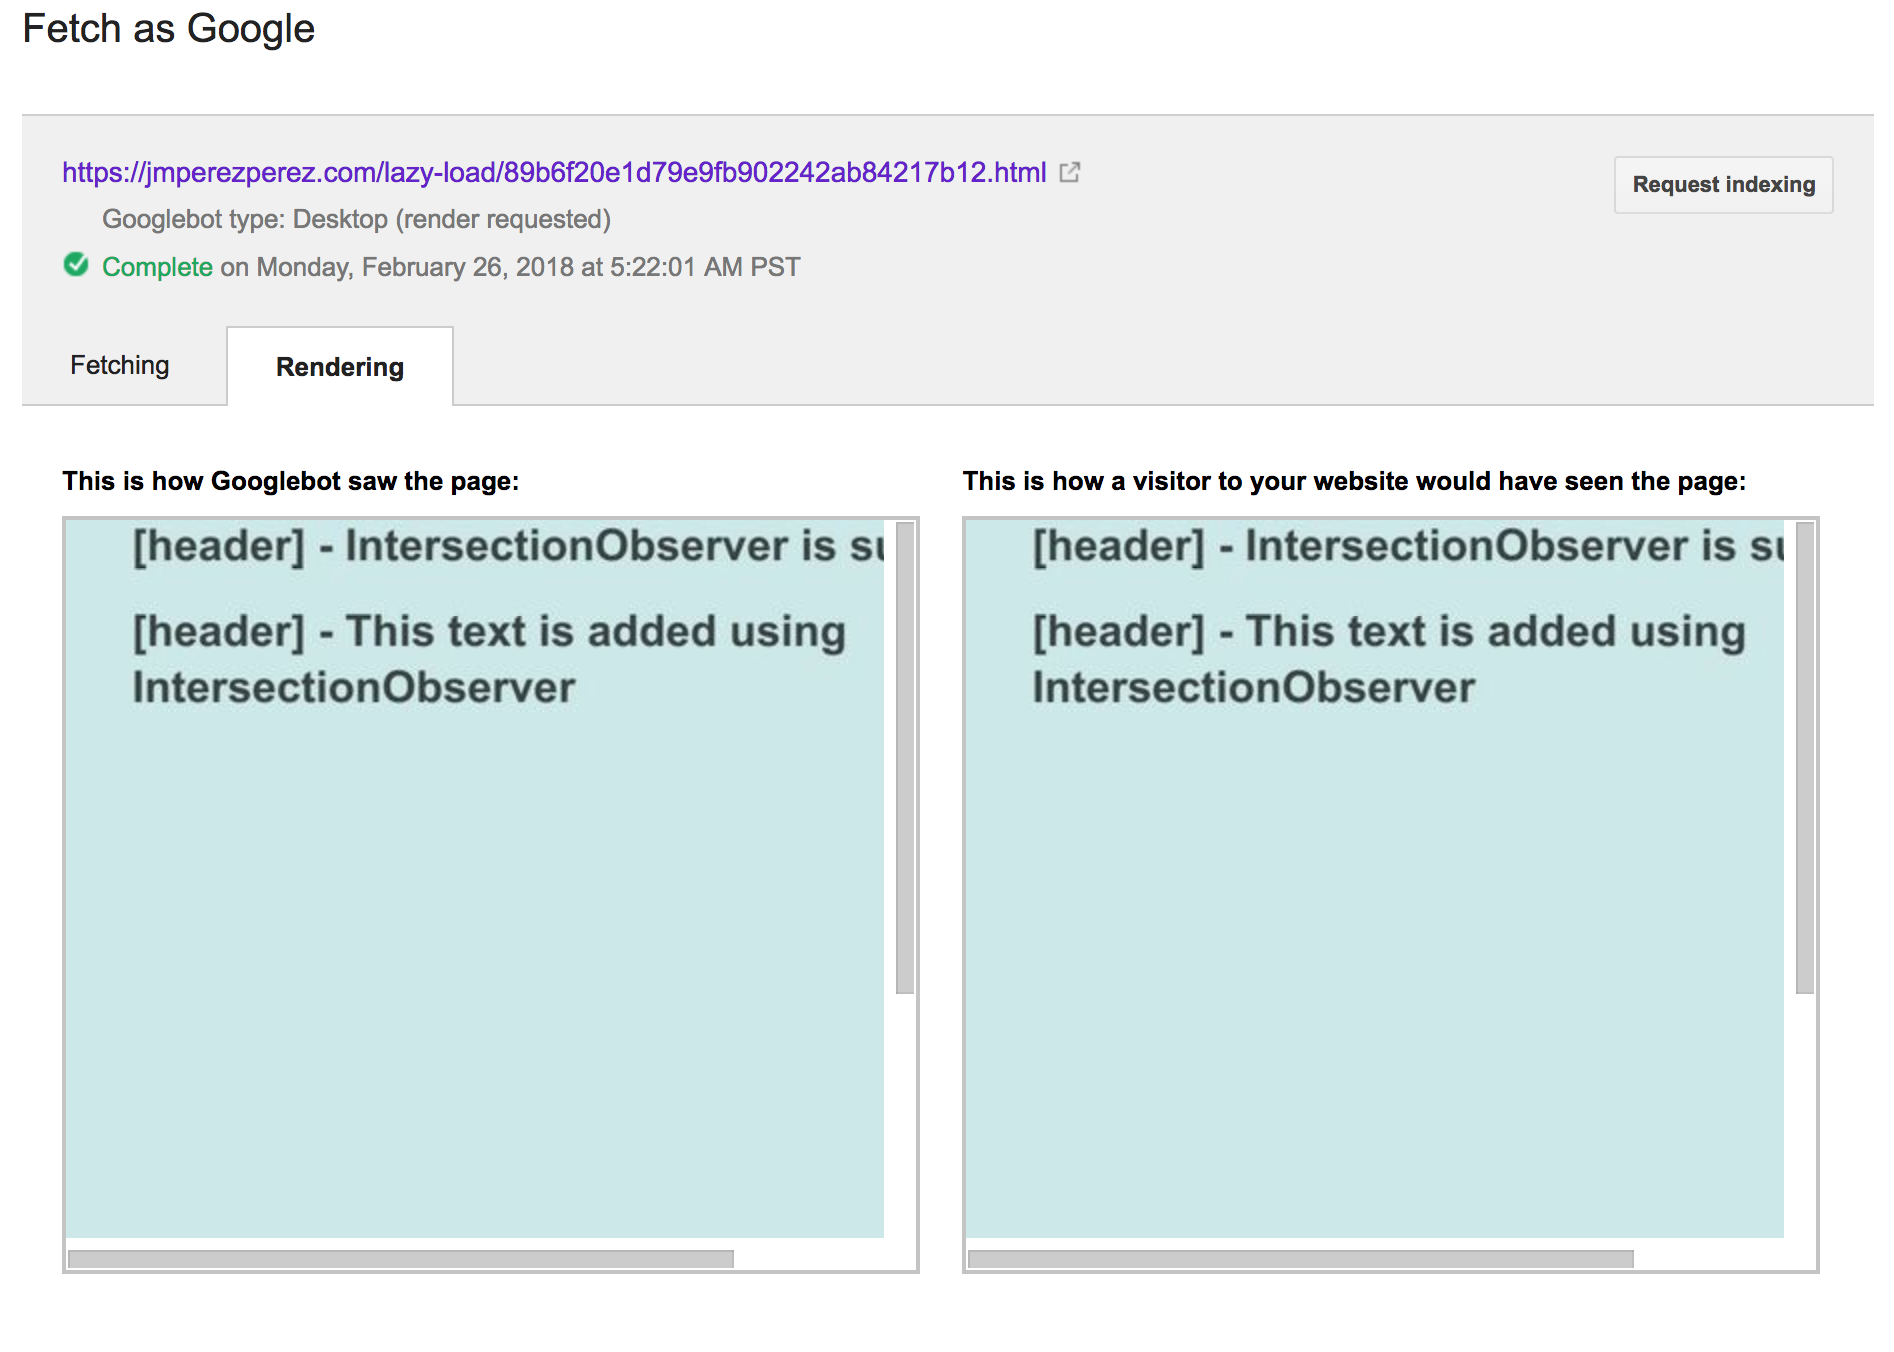 Fetch as Google
https://jmperezperez.com/lazy-load/89b6f20e1d79e9fb902242ab84217b12.html
Request indexing
Googlebot type: Desktop (render requested)
Complete on Monday, February 26, 2018 at 5:22:01 AM PST
Fetching
Rendering
This is how Googlebot saw the page:
[header] - IntersectionObserver is su
[header] - This text is added using
IntersectionObserver
This is how a visitor to your website would have seen the page:
[header] - IntersectionObserver is su
[header] - This text is added using
IntersectionObserver